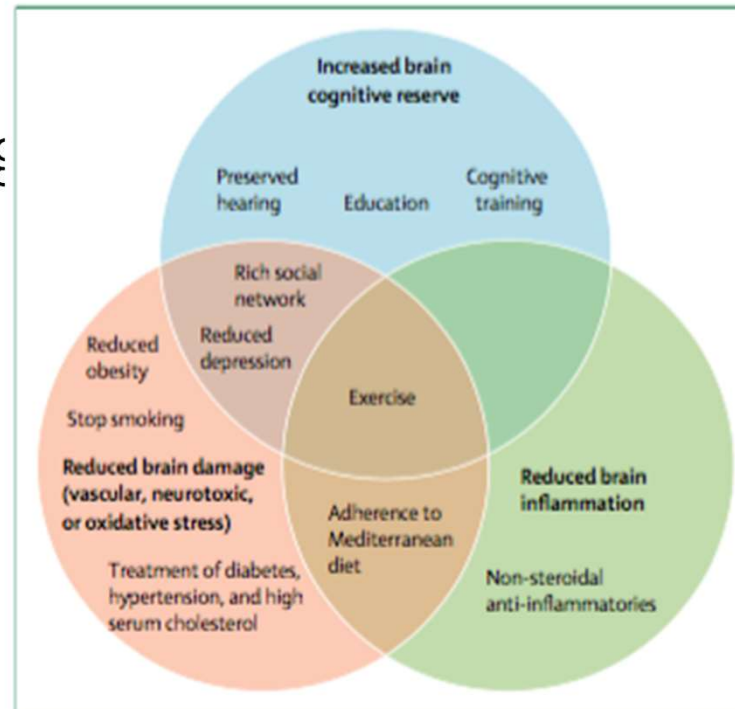 Increased brain
cognitive reserve
Preserved
hearing
Education
Cognitive
training
Rich social
network
Reduced
depression
Reduced
obesity
Stop smoking
Exercise
Reduced brain damage
(vascular, neurotoxic,
or oxidative stress)
Reduced brain
inflammation
Adherence to
Mediterranean
diet
Treatment of diabetes,
hypertension, and high
serum cholesterol
Non-steroidal
anti-inflammatories